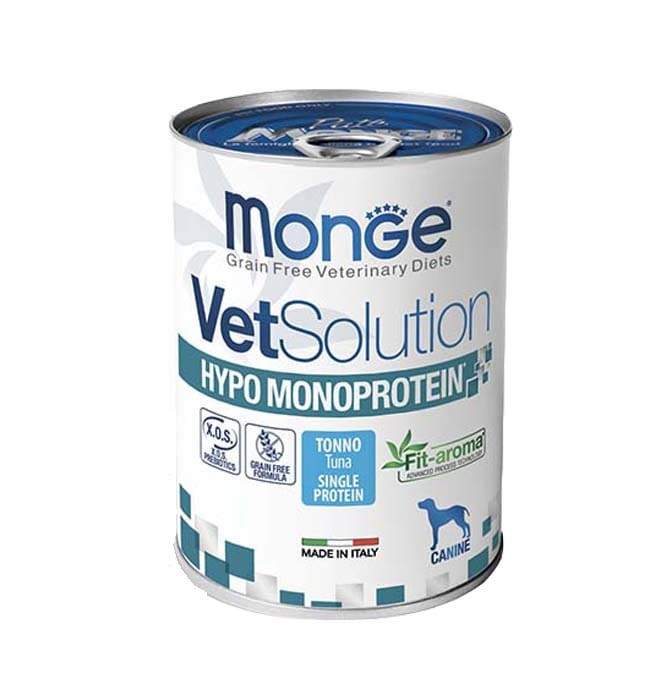 MONGE
monge®
Grain Free Veterinary Diets
VetSolution
HYPO MONOPROTEIN
X.O.S.
X.O.S.
PREBIOTICS
GRAIN FREE
FORMULA
TONNO
Tuna
SINGLE
PROTEIN
Fit-aroma®
ADVANCED PROCESS TECHNOLOGY
MADE IN ITALY
CANINE